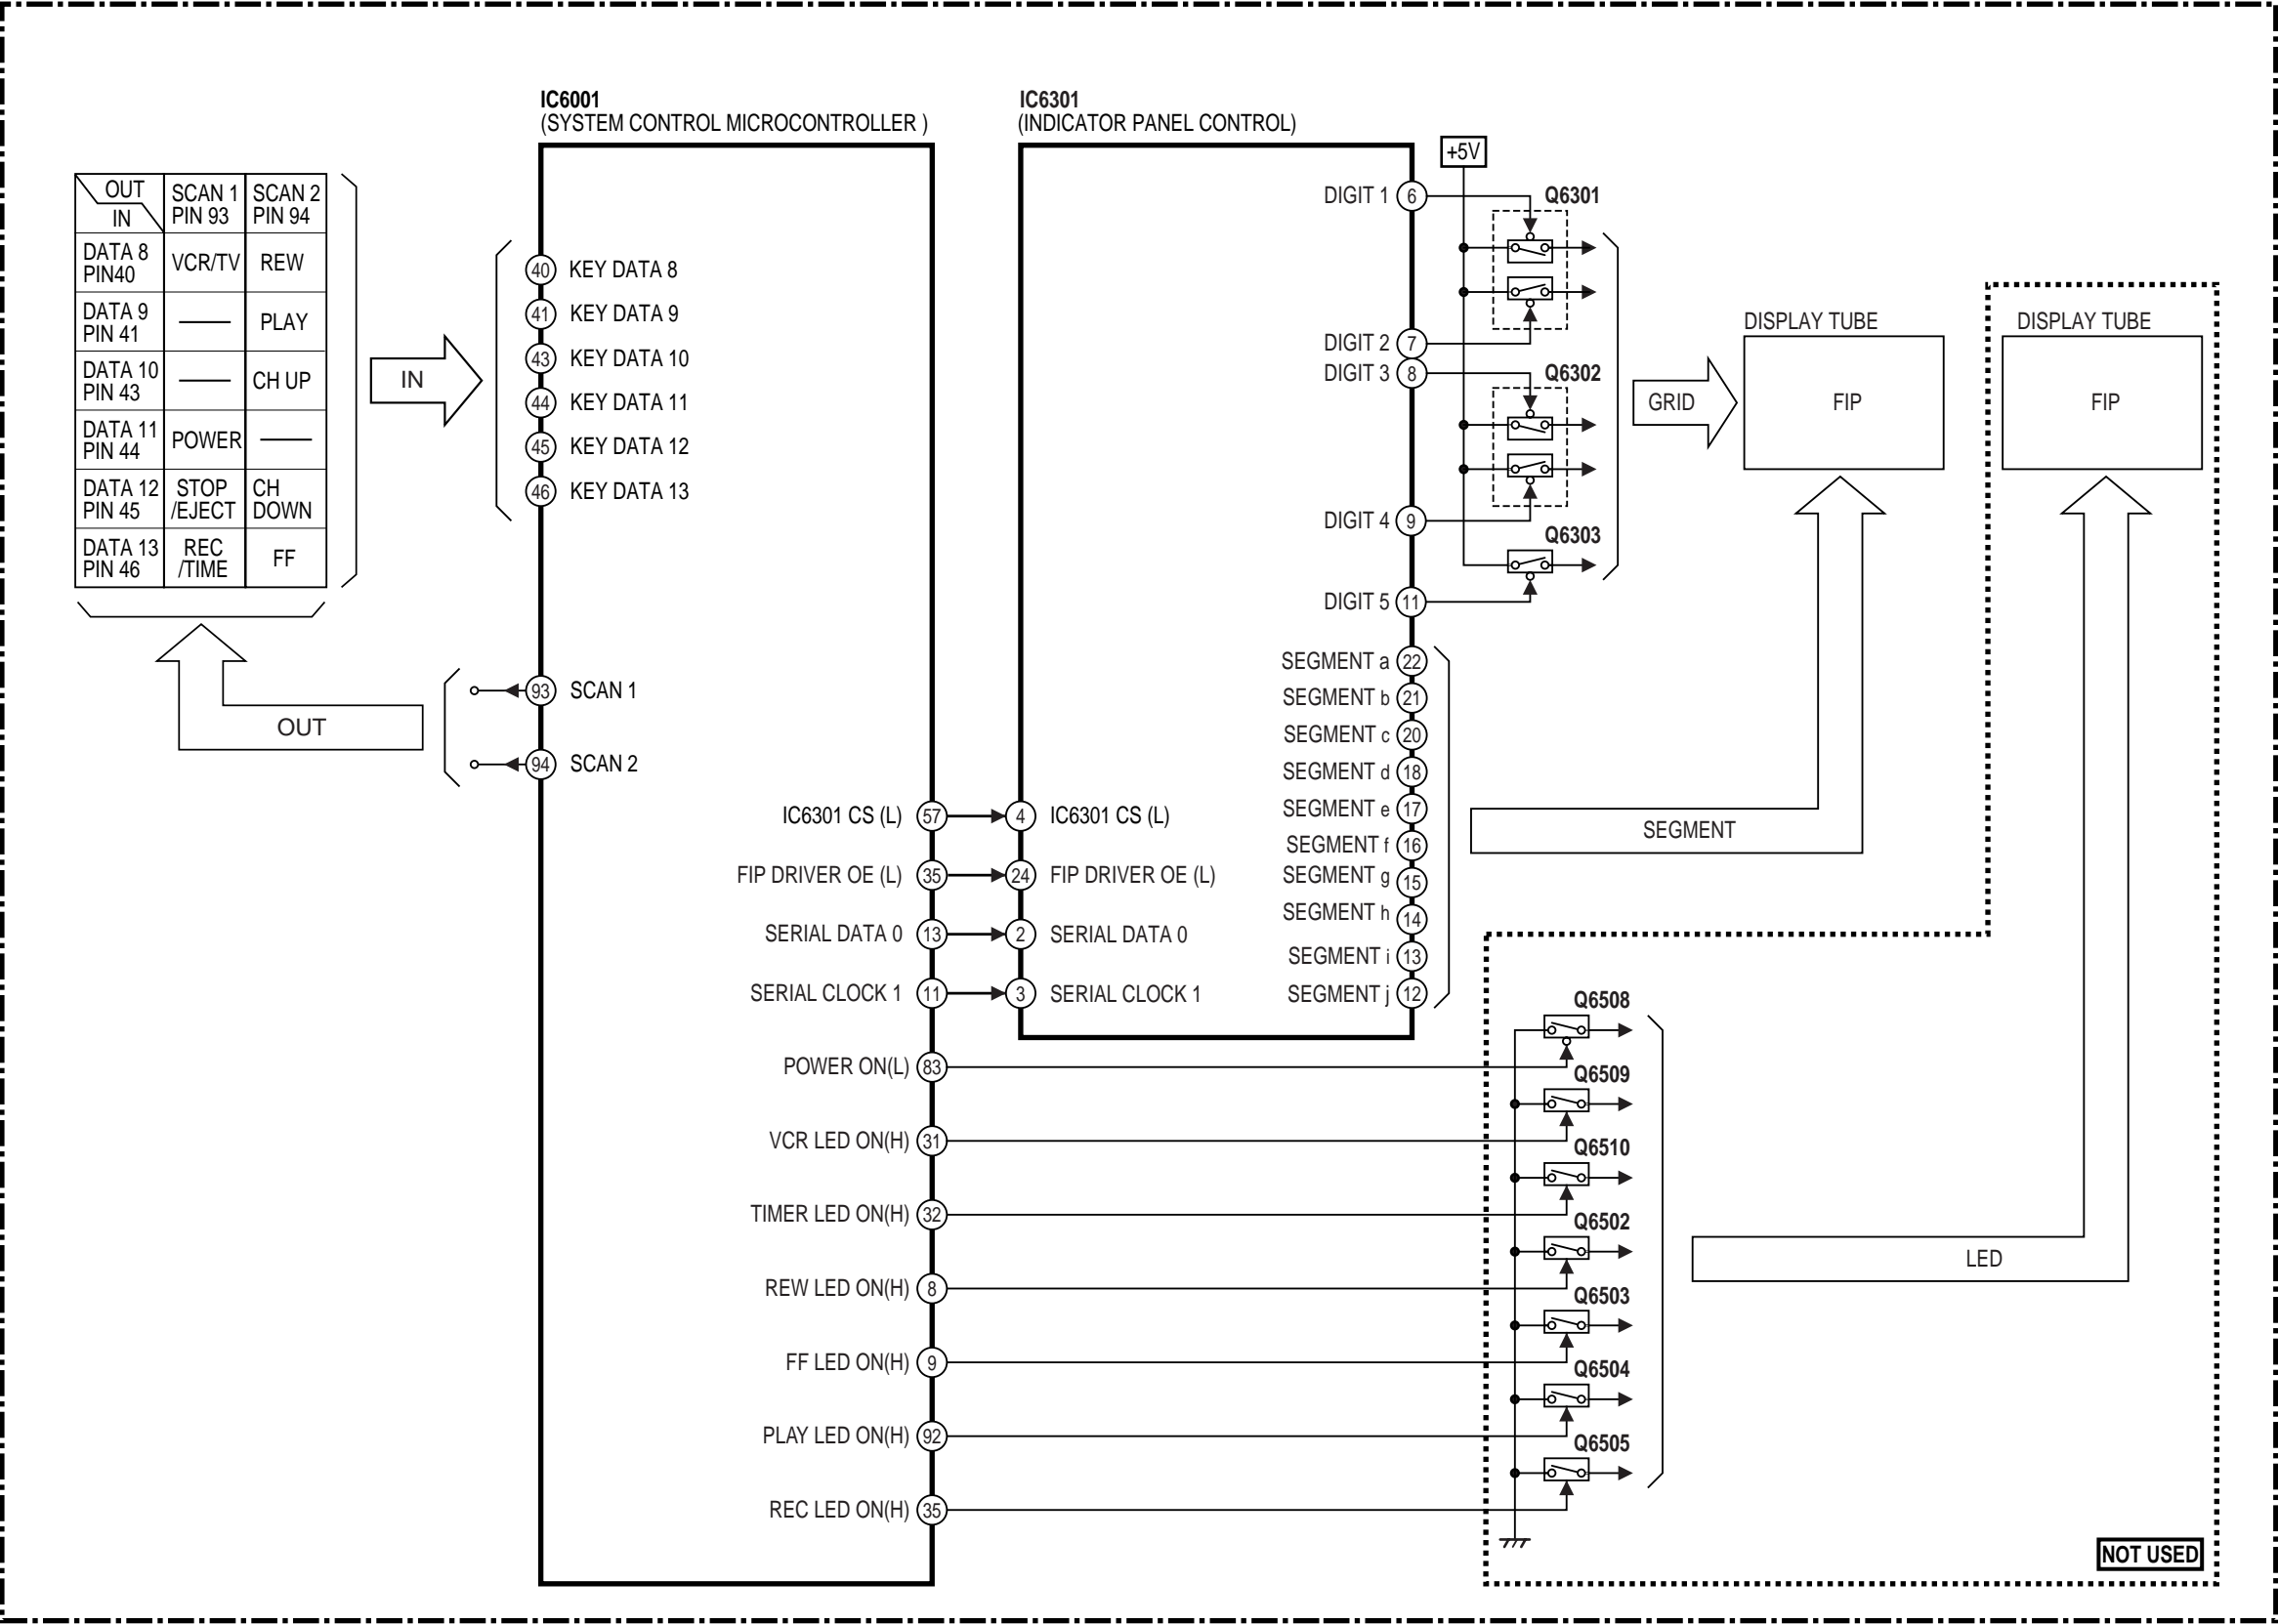 IC6001
(SYSTEM CONTROL MICROCONTROLLER )
IC6301
(INDICATOR PANEL CONTROL)
+5V
OUT
IN
SCAN 1
PIN 93
SCAN 2
PIN 94
DATA 8
PIN40
VCR/TV
REW
DATA 9
PIN 41
PLAY
DATA 10
PIN 43
CH UP
DATA 11
PIN 44
POWER
DATA 12
PIN 45
STOP
/EJECT
CH
DOWN
DATA 13
PIN 46
REC
/TIME
FF
IN
OUT
40 KEY DATA 8
41 KEY DATA 9
43 KEY DATA 10
44 KEY DATA 11
45 KEY DATA 12
46 KEY DATA 13
93 SCAN 1
94 SCAN 2
IC6301 CS (L) 57
FIP DRIVER OE (L) 35
SERIAL DATA 0 13
SERIAL CLOCK 1 11
POWER ON(L) 83
VCR LED ON(H) 31
TIMER LED ON(H) 32
REW LED ON(H) 8
FF LED ON(H) 9
PLAY LED ON(H) 92
REC LED ON(H) 35
4 IC6301 CS (L)
24 FIP DRIVER OE (L)
2 SERIAL DATA 0
3 SERIAL CLOCK 1
DIGIT 1 6
DIGIT 2 7
DIGIT 3 8
DIGIT 4 9
DIGIT 5 11
SEGMENT a 22
SEGMENT b 21
SEGMENT c 20
SEGMENT d 18
SEGMENT e 17
SEGMENT f 16
SEGMENT g 15
SEGMENT h 14
SEGMENT i 13
SEGMENT j 12
Q6301
Q6302
Q6303
GRID
DISPLAY TUBE
FIP
DISPLAY TUBE
FIP
SEGMENT
Q6508
Q6509
Q6510
Q6502
Q6503
Q6504
Q6505
LED
NOT USED